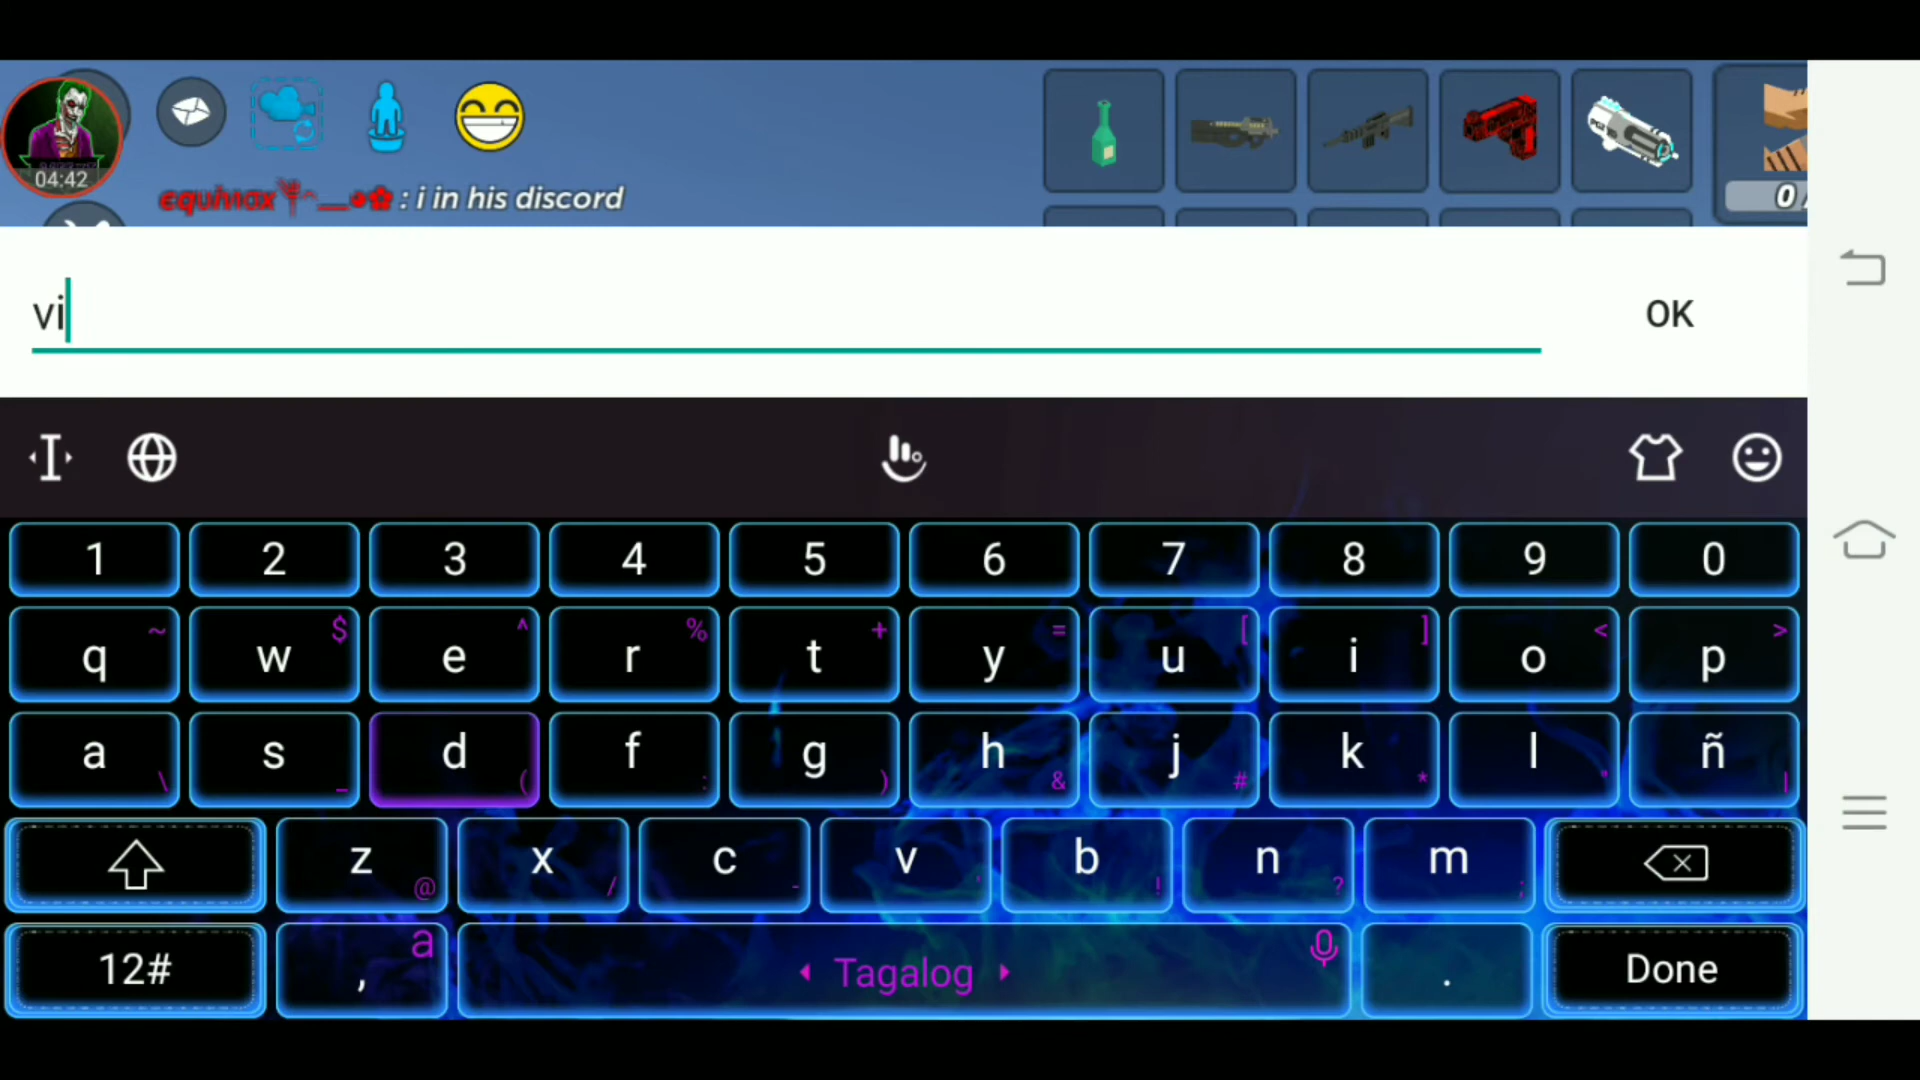 04:42
equinox : i in his discord
0 /
vi
OK
1 2 3 4 5 6 7 8 9 0
q ~ w $ e ^ r % t + y = u [ i ] o < p >
a \ s _ d ( f : g ) h & j # k * l " ñ |
z @ x / c - v ' b ! n ? m ;
12# , a Tagalog . Done